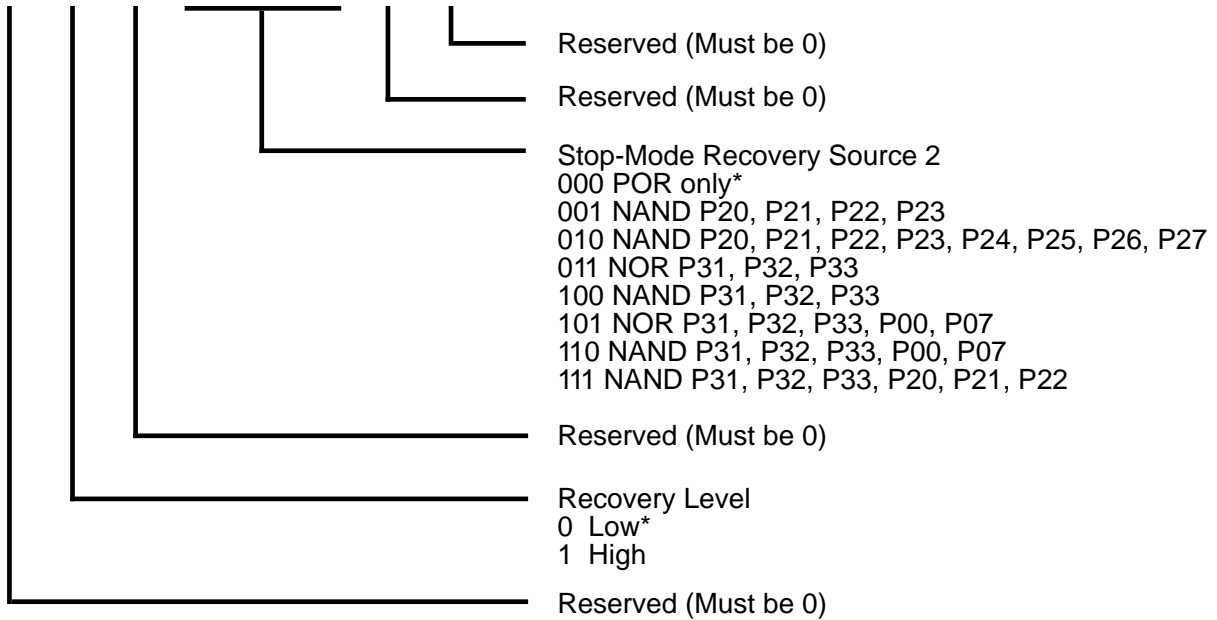 Reserved (Must be 0)
Reserved (Must be 0)
Stop-Mode Recovery Source 2
000 POR only*
001 NAND P20, P21, P22, P23
010 NAND P20, P21, P22, P23, P24, P25, P26, P27
011 NOR P31, P32, P33
100 NAND P31, P32, P33
101 NOR P31, P32, P33, P00, P07
110 NAND P31, P32, P33, P00, P07
111 NAND P31, P32, P33, P20, P21, P22
Reserved (Must be 0)
Recovery Level
0 Low*
1 High
Reserved (Must be 0)